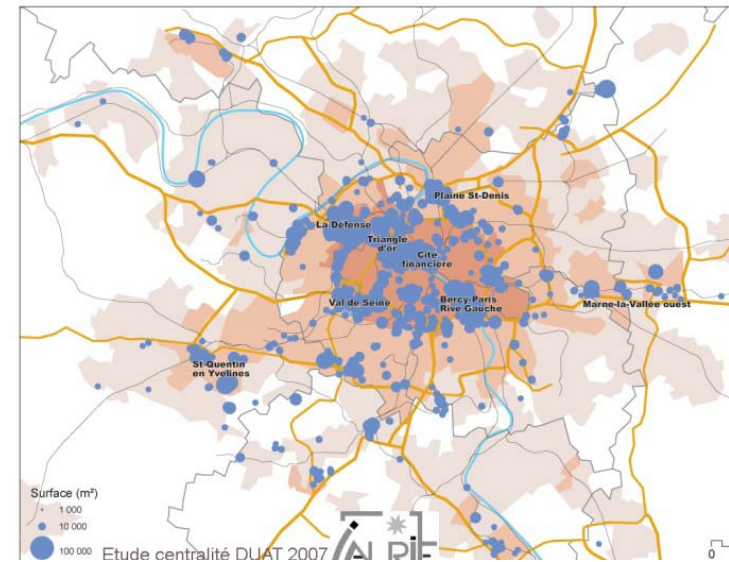 Plaine St-Denis
La Défense
Triangle
d'or
Cité
financière
Val de Seine
Bercy-Paris
Rive Gauche
Marne-la-Vallée ouest
St-Quentin
en Yvelines
Surface (m²)
1 000
10 000
100 000
Etude centralité DUAT 2007
0